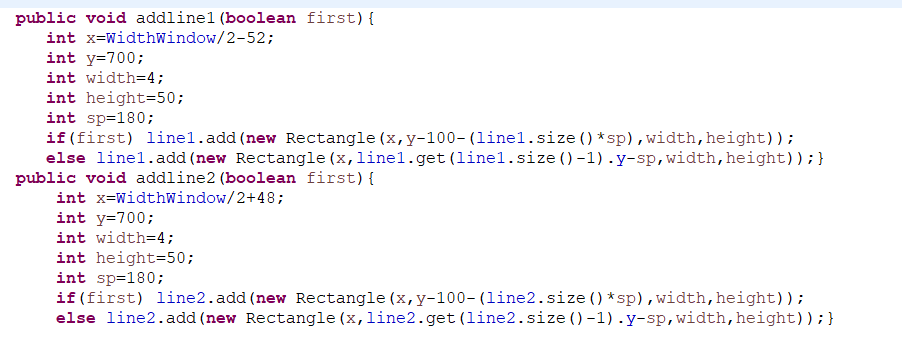 public void addline1(boolean first){
int x=WidthWindow/2-52;
int y=700;
int width=4;
int height=50;
int sp=180;
if(first) line1.add(new Rectangle(x,y-100-(line1.size()*sp),width,height));
else line1.add(new Rectangle(x,line1.get(line1.size()-1).y-sp,width,height));}
public void addline2(boolean first){
int x=WidthWindow/2+48;
int y=700;
int width=4;
int height=50;
int sp=180;
if(first) line2.add(new Rectangle(x,y-100-(line2.size()*sp),width,height));
else line2.add(new Rectangle(x,line2.get(line2.size()-1).y-sp,width,height));}